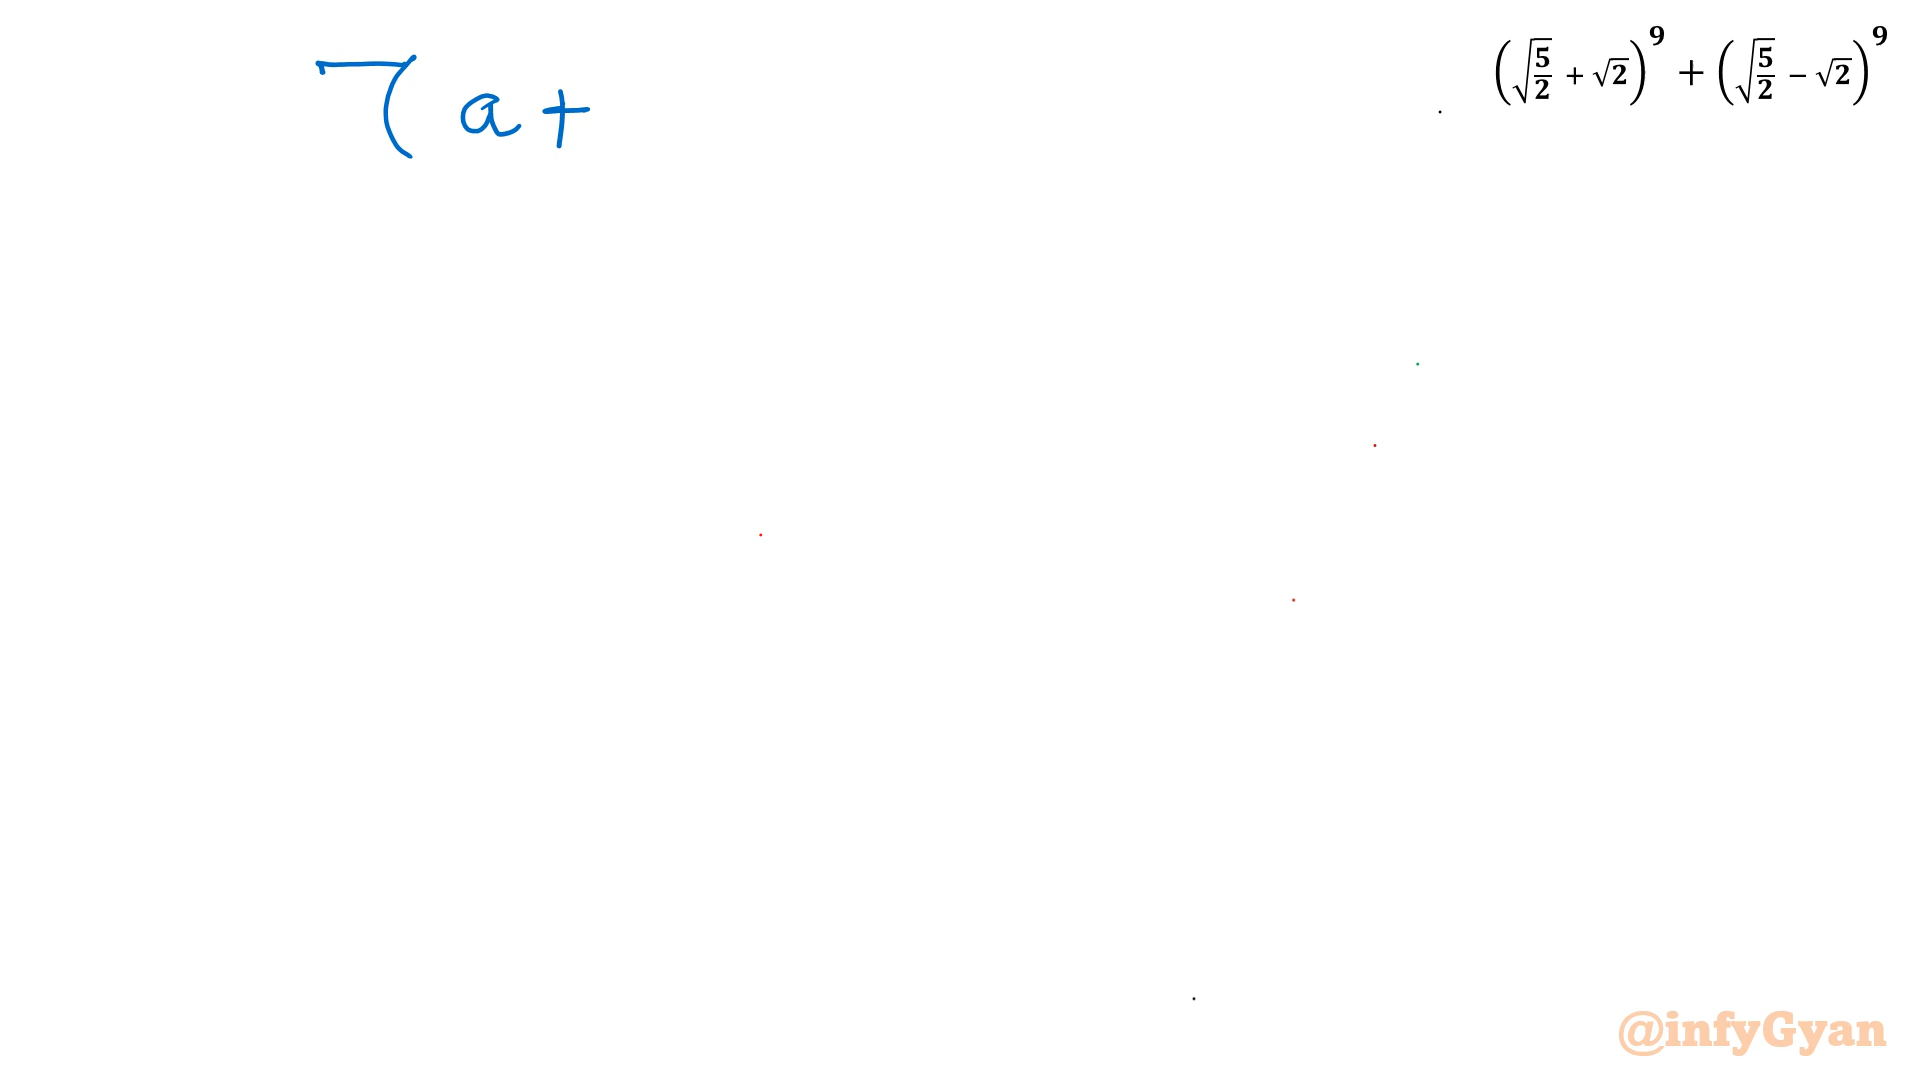 7(a+
(√5/2 + √2)^9 + (√5/2 − √2)^9
@infyGyan